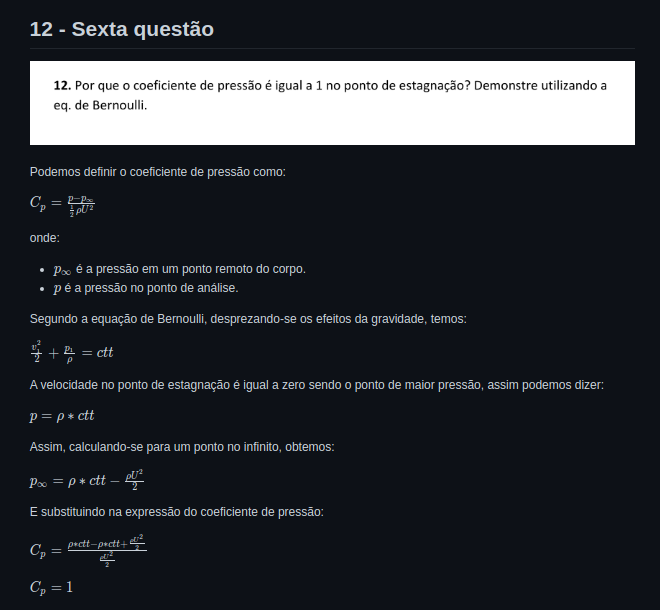 12 - Sexta questão
12. Por que o coeficiente de pressão é igual a 1 no ponto de estagnação? Demonstre utilizando a
eq. de Bernoulli.
Podemos definir o coeficiente de pressão como:
$C_p = \frac{p-p_\infty}{\frac{1}{2}\rho U^2}$
onde:
• $p_\infty$ é a pressão em um ponto remoto do corpo.
• $p$ é a pressão no ponto de análise.
Segundo a equação de Bernoulli, desprezando-se os efeitos da gravidade, temos:
$\frac{v_1^2}{2} + \frac{p_1}{\rho} = ctt$
A velocidade no ponto de estagnação é igual a zero sendo o ponto de maior pressão, assim podemos dizer:
$p = \rho * ctt$
Assim, calculando-se para um ponto no infinito, obtemos:
$p_\infty = \rho * ctt - \frac{\rho U^2}{2}$
E substituindo na expressão do coeficiente de pressão:
$C_p = \frac{\rho*ctt-\rho*ctt+\frac{\rho U^2}{2}}{\frac{\rho U^2}{2}}$
$C_p = 1$